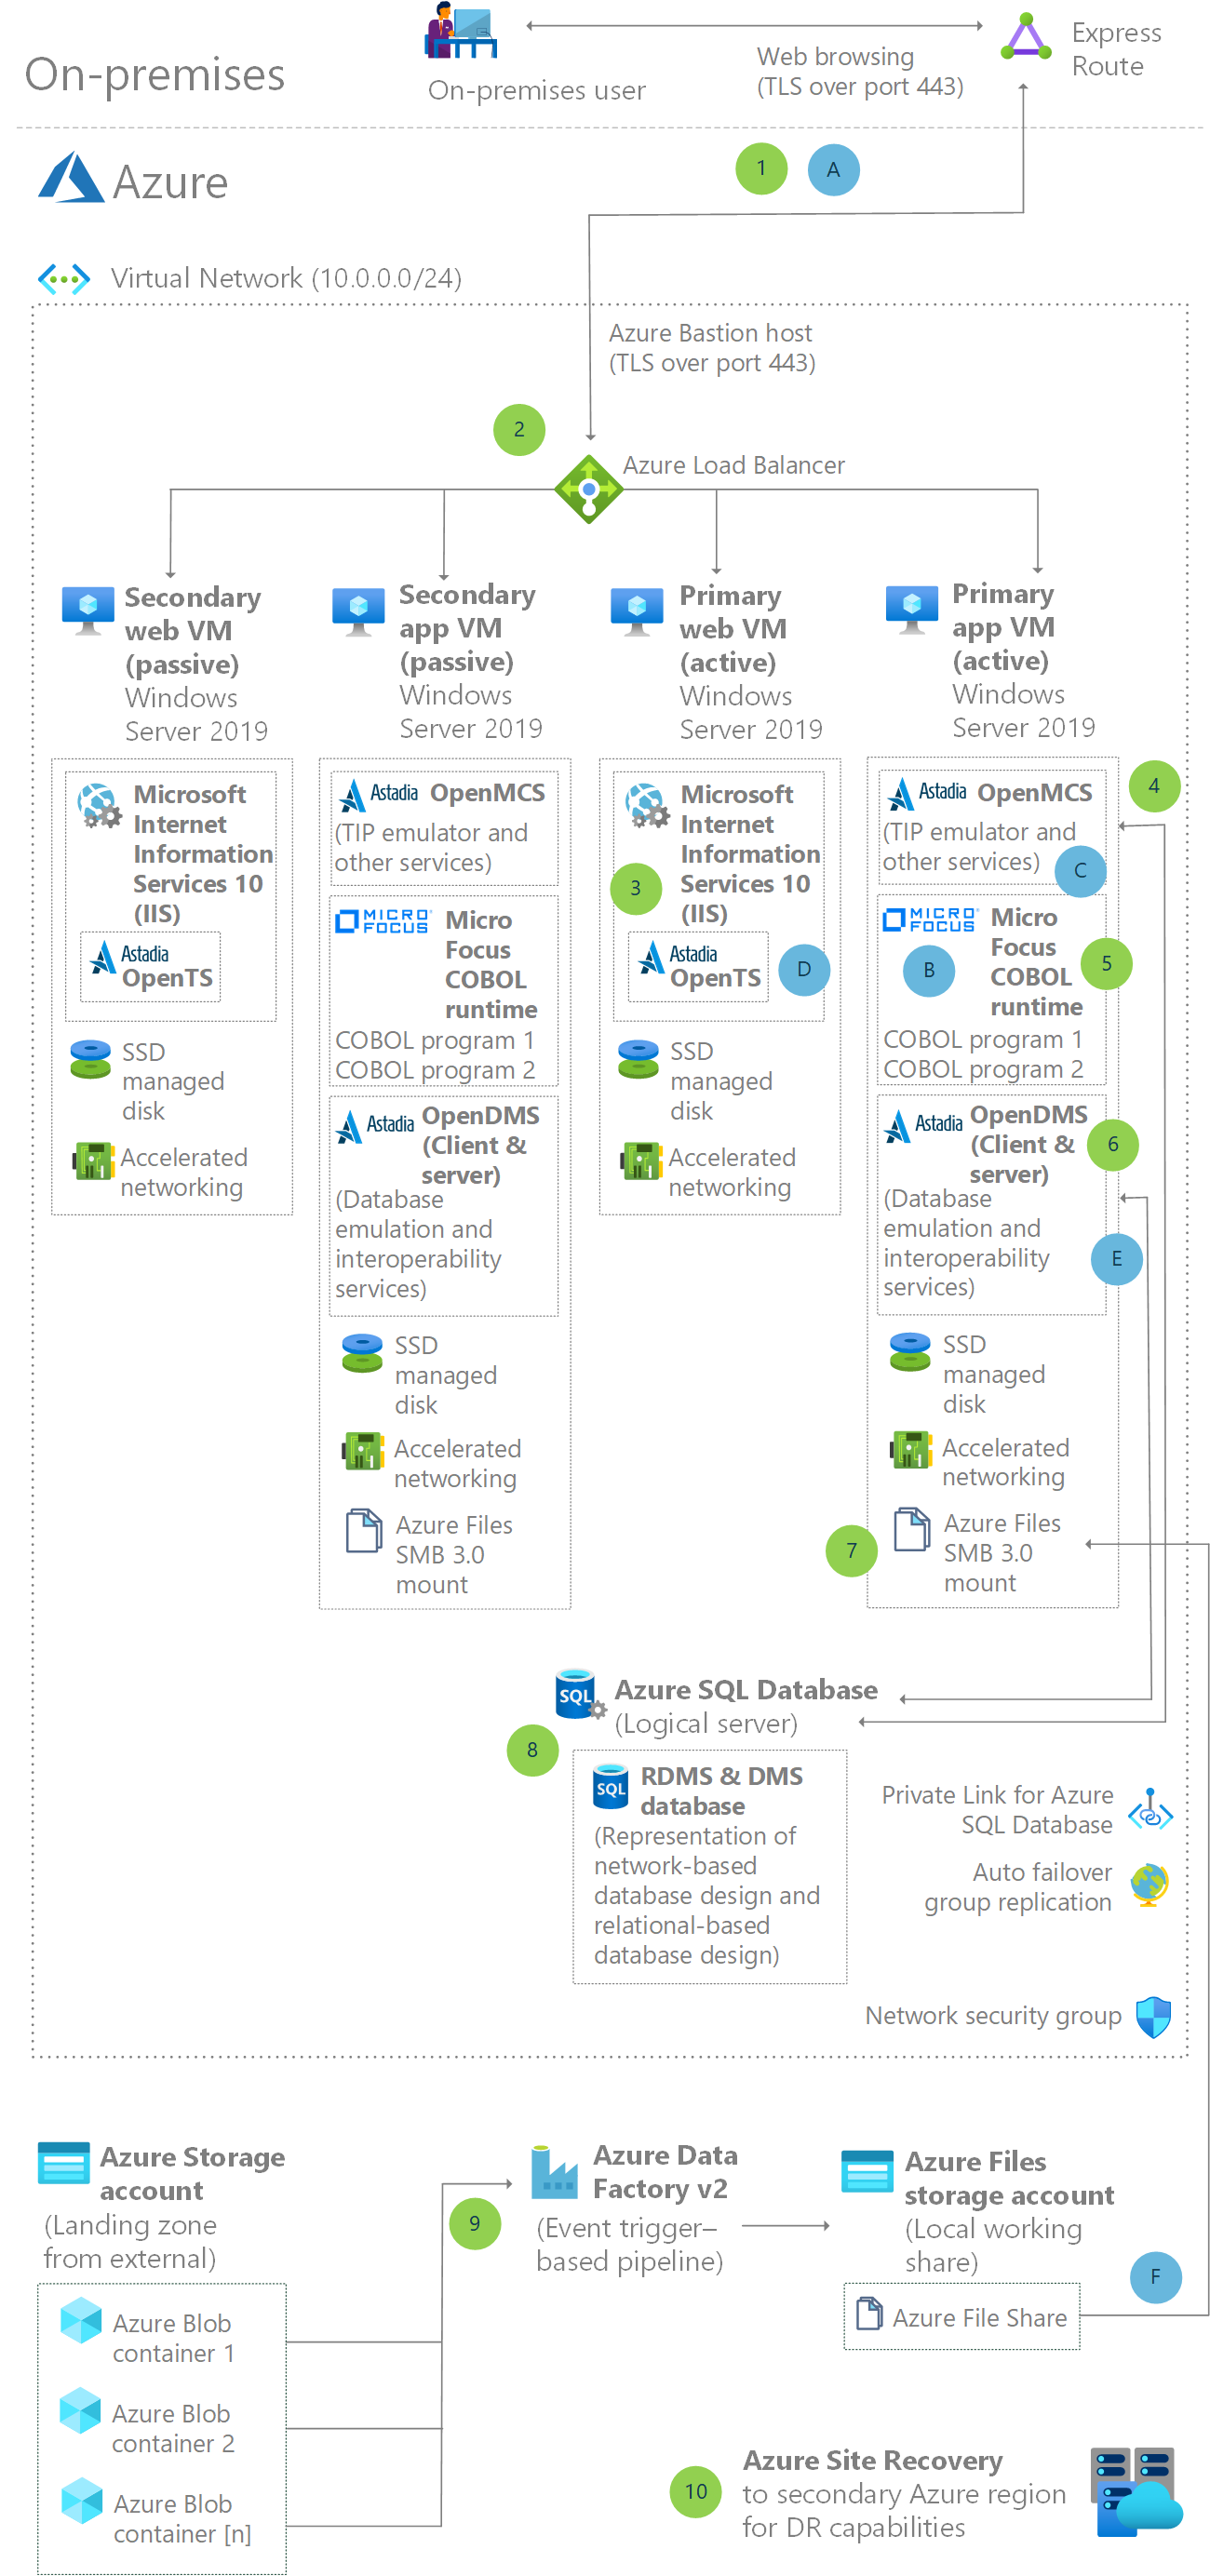 On-premises
On-premises user
Web browsing
(TLS over port 443)
Express
Route
1
A
Azure
Virtual Network (10.0.0.0/24)
Azure Bastion host
(TLS over port 443)
2
Azure Load Balancer
Secondary
web VM
(passive)
Windows
Server 2019
Secondary
app VM
(passive)
Windows
Server 2019
Primary
web VM
(active)
Windows
Server 2019
Primary
app VM
(active)
Windows
Server 2019
Microsoft
Internet
Information
Services 10
(IIS)
Astadia
OpenTS
SSD
managed
disk
Accelerated
networking
Astadia OpenMCS
(TIP emulator and
other services)
MICRO
FOCUS
Micro
Focus
COBOL
runtime
COBOL program 1
COBOL program 2
Astadia OpenDMS
(Client &
server)
(Database
emulation and
interoperability
services)
SSD
managed
disk
Accelerated
networking
Azure Files
SMB 3.0
mount
Microsoft
Internet
Information
Services 10
(IIS)
3
Astadia
OpenTS
D
SSD
managed
disk
Accelerated
networking
Astadia OpenMCS
(TIP emulator and
other services)
4
C
MICRO
FOCUS
Micro
Focus
COBOL
runtime
B
5
COBOL program 1
COBOL program 2
Astadia OpenDMS
(Client &
server)
6
(Database
emulation and
interoperability
services)
E
SSD
managed
disk
Accelerated
networking
7
Azure Files
SMB 3.0
mount
SQL
Azure SQL Database
(Logical server)
8
SQL
RDMS & DMS
database
(Representation of
network-based
database design and
relational-based
database design)
Private Link for Azure
SQL Database
Auto failover
group replication
Network security group
Azure Storage
account
(Landing zone
from external)
Azure Blob
container 1
Azure Blob
container 2
Azure Blob
container [n]
9
Azure Data
Factory v2
(Event trigger–
based pipeline)
Azure Files
storage account
(Local working
share)
F
Azure File Share
10
Azure Site Recovery
to secondary Azure region
for DR capabilities